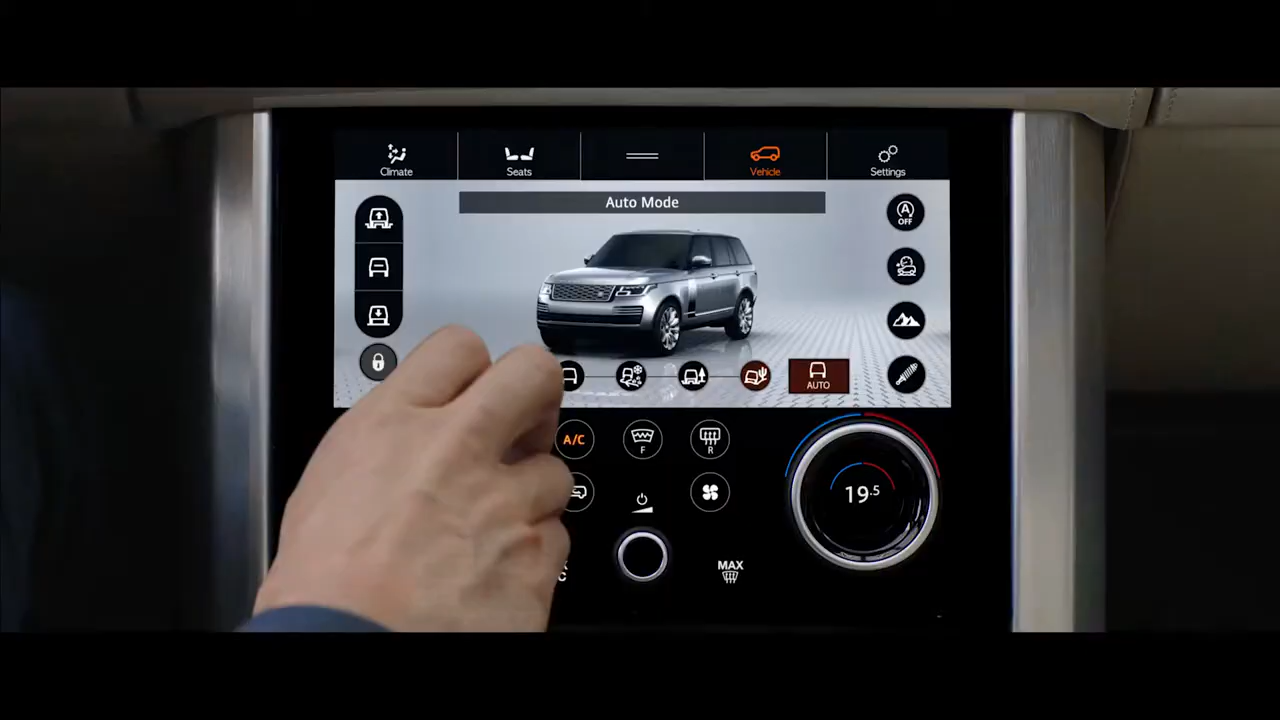 Climate
Seats
Vehicle
Settings
Auto Mode
A
OFF
AUTO
A/C
F
R
19.5
C
MAX